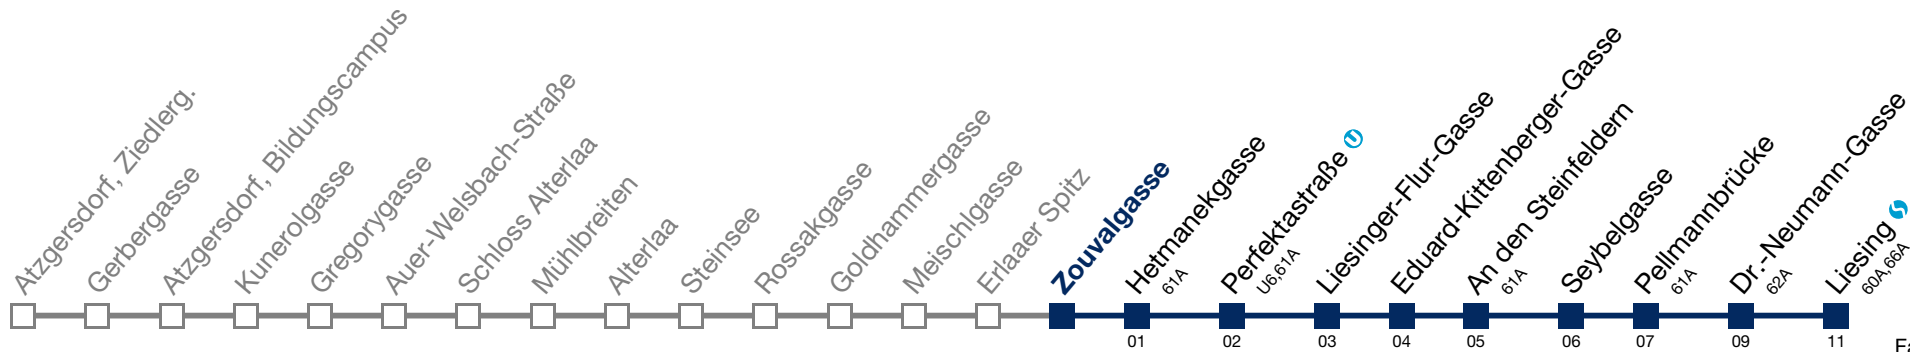 Atzgersdorf, Ziedlerg.
Gerbergasse
Atzgersdorf, Bildungscampus
Kunerolgasse
Gregorygasse
Auer-Welsbach-Straße
Schloss Alterlaa
Mühlbreiten
Alterlaa
Steinsee
Rossakgasse
Goldhammergasse
Meischlgasse
Erlaaer Spitz
Zouvalgasse
Hetmanekgasse
61A
01
Perfektastraße U
U6,61A
02
Liesinger-Flur-Gasse
03
Eduard-Kittenberger-Gasse
04
An den Steinfeldern
61A
05
Seybelgasse
06
Pellmannbrücke
61A
07
Dr.-Neumann-Gasse
62A
09
Liesing S
60A,66A
11